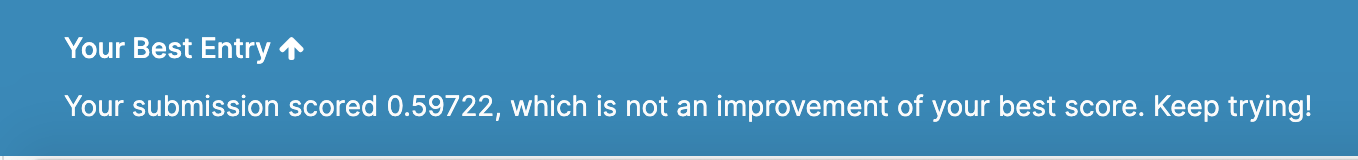 Your Best Entry
Your submission scored 0.59722, which is not an improvement of your best score. Keep trying!